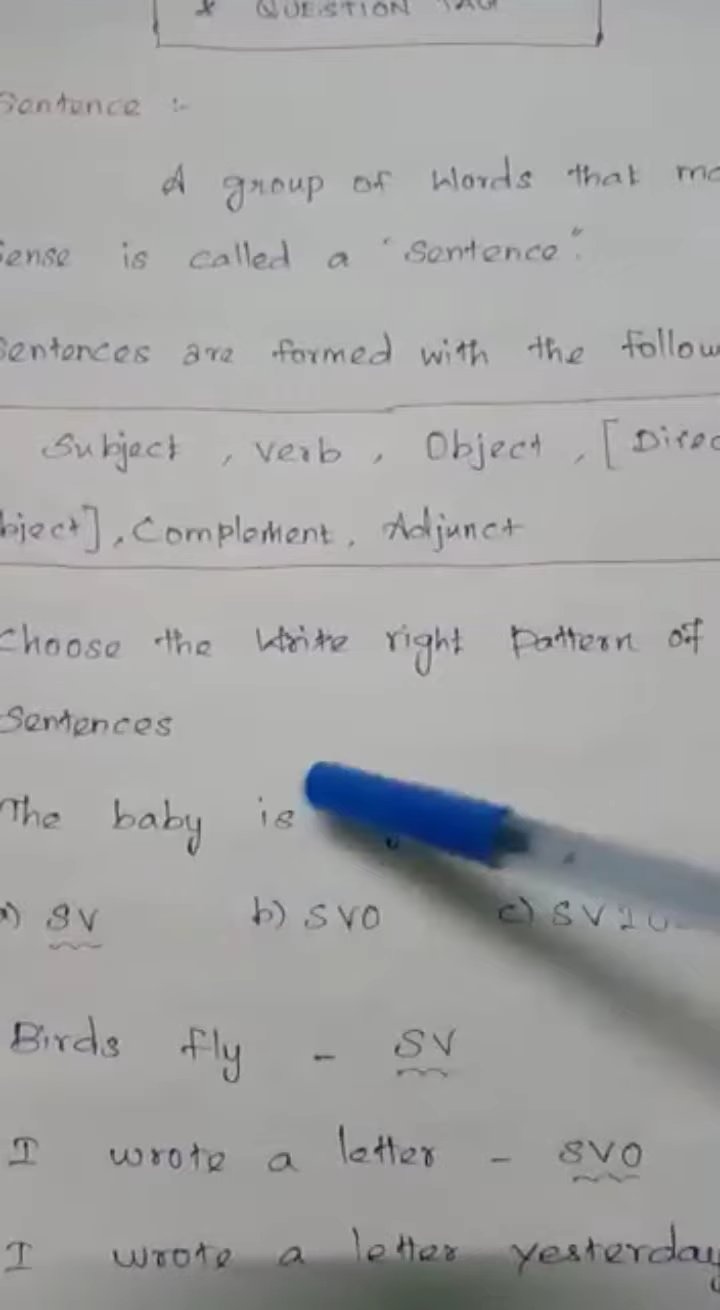 * QUESTION TAG
Sentence :-
A group of words that
sense is called a "Sentence".
Sentences are formed with the follow
Subject, verb, Object, [Direc
bject], Complement, Adjunct
Choose the right Pattern of
Sentences
The baby is
a) SV b) SVO c) SV
Birds fly - SV
I wrote a letter - SVO
I wrote a letter yesterday